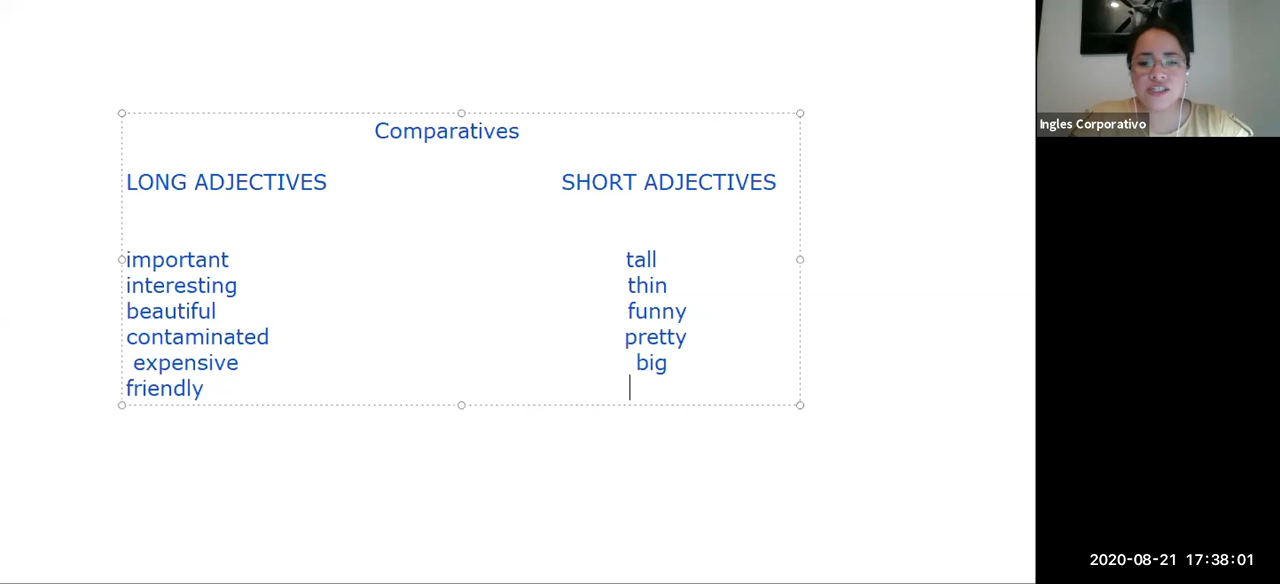 Comparatives
LONG ADJECTIVES SHORT ADJECTIVES
important tall
interesting thin
beautiful funny
contaminated pretty
expensive big
friendly
Ingles Corporativo
2020-08-21 17:38:01